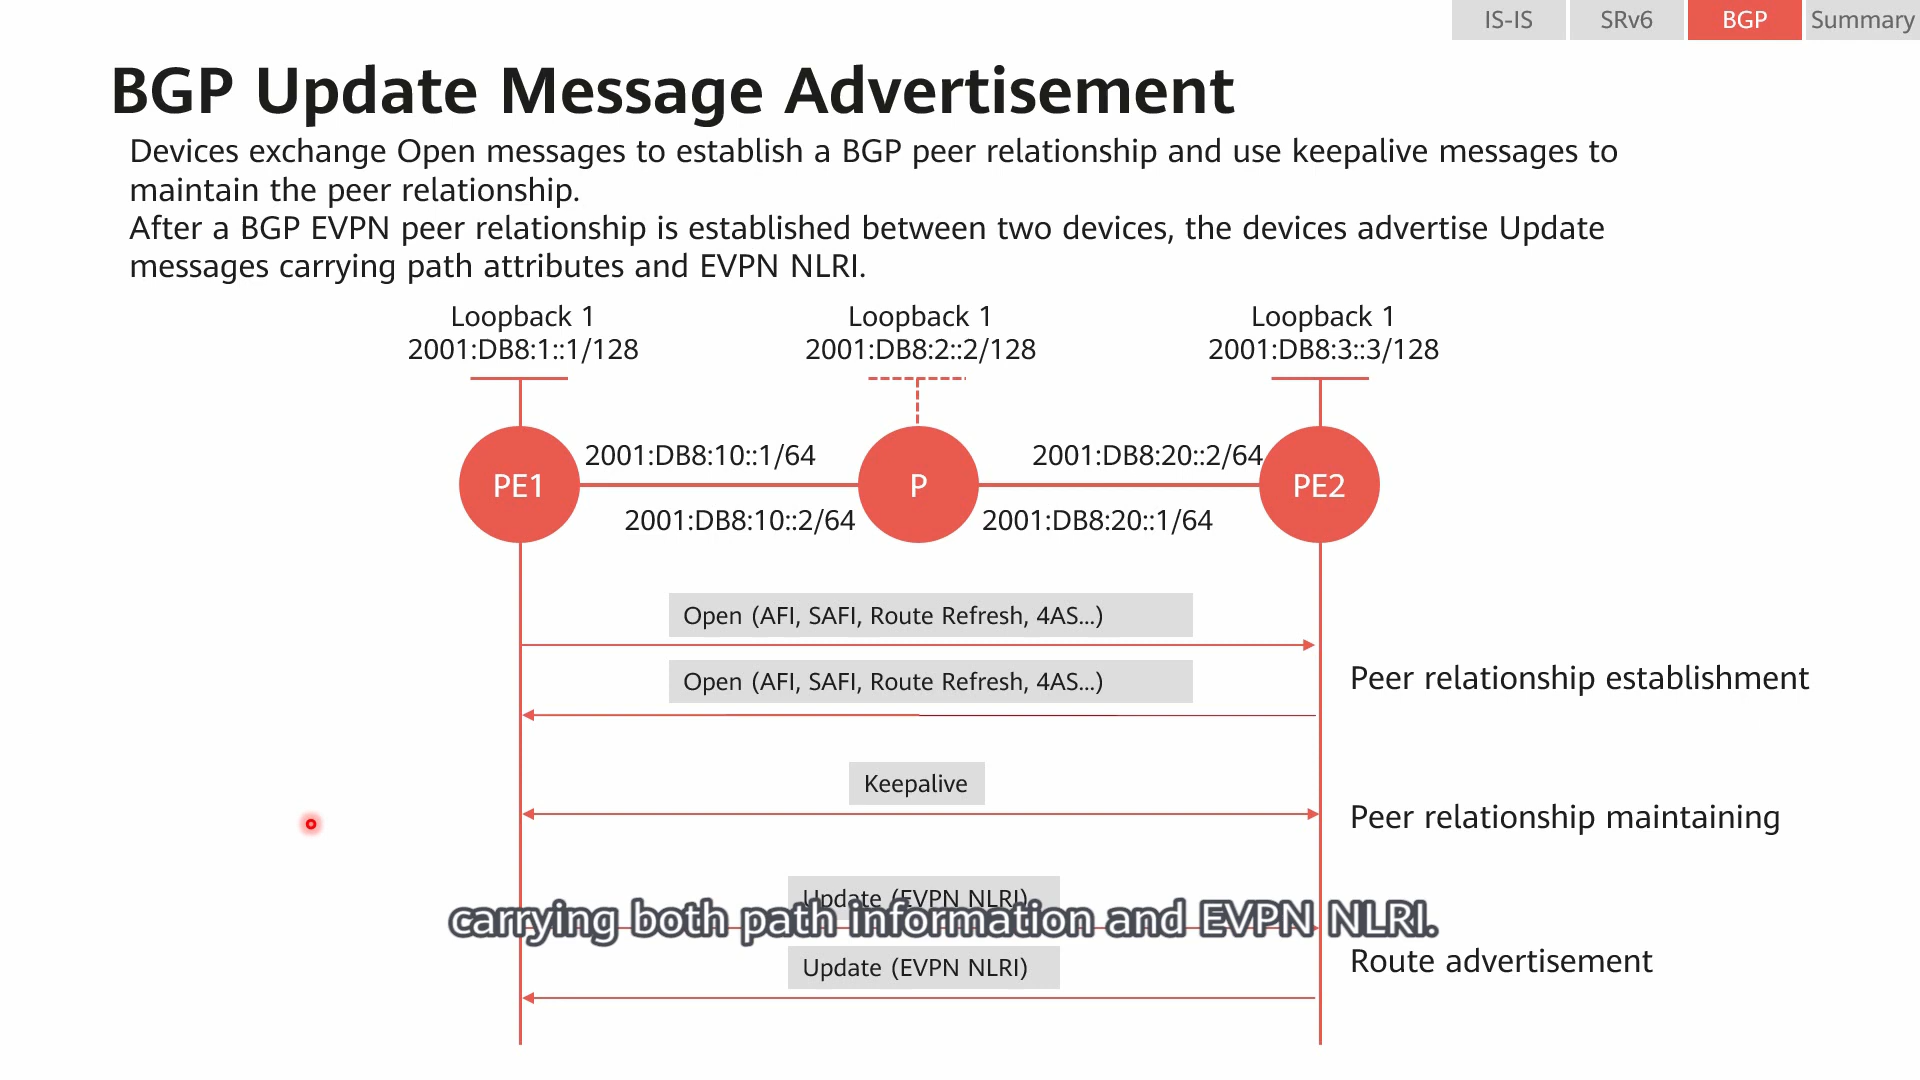 IS-IS
SRv6
BGP
Summary
BGP Update Message Advertisement
Devices exchange Open messages to establish a BGP peer relationship and use keepalive messages to
maintain the peer relationship.
After a BGP EVPN peer relationship is established between two devices, the devices advertise Update
messages carrying path attributes and EVPN NLRI.
Loopback 1
2001:DB8:1::1/128
Loopback 1
2001:DB8:2::2/128
Loopback 1
2001:DB8:3::3/128
PE1
2001:DB8:10::1/64
2001:DB8:10::2/64
P
2001:DB8:20::2/64
2001:DB8:20::1/64
PE2
Open (AFI, SAFI, Route Refresh, 4AS...)
Open (AFI, SAFI, Route Refresh, 4AS...)
Peer relationship establishment
Keepalive
Peer relationship maintaining
Update (EVPN NLRI)
carrying both path information and EVPN NLRI.
Update (EVPN NLRI)
Route advertisement